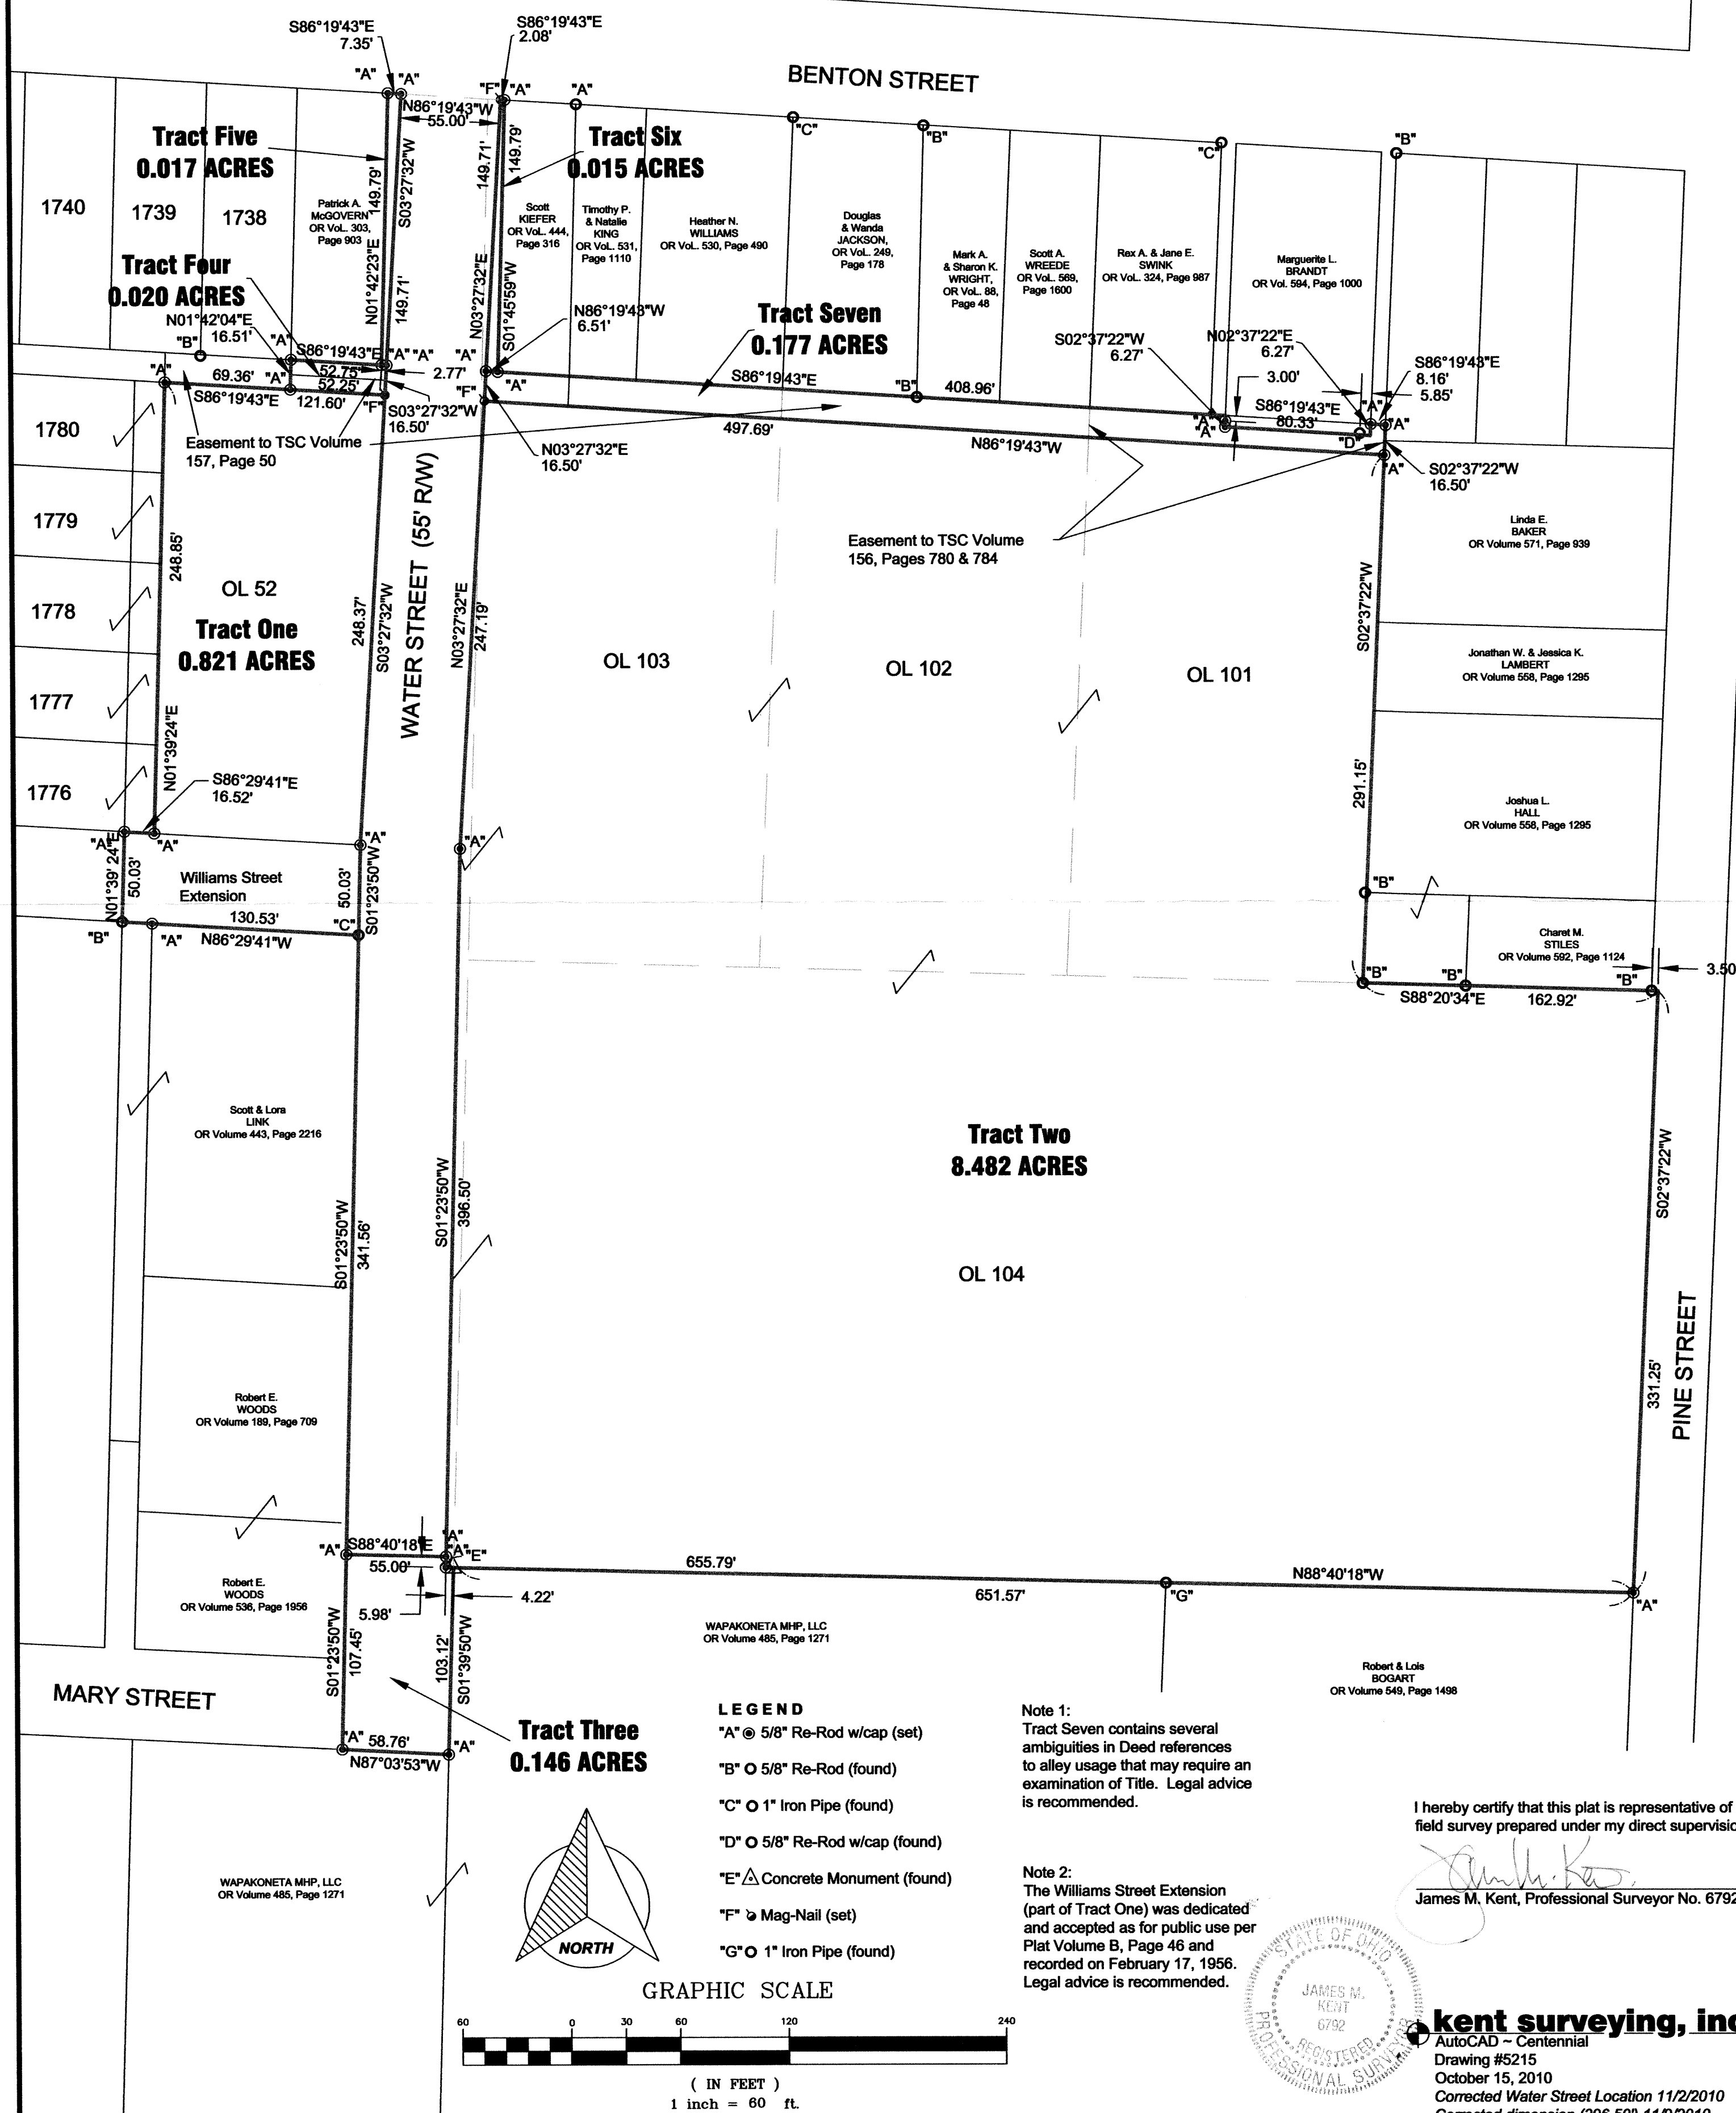 S86°19'43"E
7.35'
S86°19'43"E
2.08'
BENTON STREET
"A"
"A"
"F"
"A"
"A"
N86°19'43"W
55.00'
"C"
"B"
"C"
"B"
Tract Five
0.017 ACRES
Tract Six
0.015 ACRES
1740
1739
1738
Patrick A.
McGOVERN
OR VoL. 303,
Page 903
149.79'
N01°42'23"E
S03°27'32"W
149.71'
149.71'
N03°27'32"E
149.79'
S01°45'59"W
Scott
KIEFER
OR VoL. 444,
Page 316
Timothy P.
& Natalie
KING
OR VoL. 531,
Page 1110
Heather N.
WILLIAMS
OR VoL. 530, Page 490
Douglas
& Wanda
JACKSON,
OR VoL. 249,
Page 178
Mark A.
& Sharon K.
WRIGHT,
OR VoL. 88,
Page 48
Scott A.
WREEDE
OR VoL. 569,
Page 1600
Rex A. & Jane E.
SWINK
OR VoL. 324, Page 987
Marguerite L.
BRANDT
OR Vol. 594, Page 1000
Tract Four
0.020 ACRES
N01°42'04"E
16.51'
"B"
"A"
S86°19'43"E
"A"
"A"
52.75'
2.77'
"A"
N86°19'43"W
6.51'
Tract Seven
0.177 ACRES
S02°37'22"W
6.27'
N02°37'22"E
6.27'
3.00'
S86°19'43"E
8.16'
5.85'
"A"
69.36'
"A"
52.25'
S86°19'43"E
121.60'
"F"
S03°27'32"W
16.50'
"F"
"A"
S86°19'43"E
"B"
408.96'
"A"
"A"
S86°19'43"E
80.33'
"D"
"A"
"A"
"A"
497.69'
N86°19'43"W
S02°37'22"W
16.50'
N03°27'32"E
16.50'
1780
Easement to TSC Volume
157, Page 50
1779
248.85'
Easement to TSC Volume
156, Pages 780 & 784
Linda E.
BAKER
OR Volume 571, Page 939
OL 52
Tract One
0.821 ACRES
1778
248.37'
S03°27'32"W
WATER STREET (55' R/W)
N03°27'32"E
247.19'
OL 103
OL 102
OL 101
S02°37'22"W
291.15'
Jonathan W. & Jessica K.
LAMBERT
OR Volume 558, Page 1295
1777
N01°39'24"E
1776
S86°29'41"E
16.52'
Joshua L.
HALL
OR Volume 558, Page 1295
"A"
"A"
"A"
"A"
N01°39' 24"E
50.03'
Williams Street
Extension
50.03'
S01°23'50"W
"B"
130.53'
"C"
"B"
"A"
N86°29'41"W
Charet M.
STILES
OR Volume 592, Page 1124
3.50
"B"
"B"
"B"
S88°20'34"E
162.92'
Scott & Lora
LINK
OR Volume 443, Page 2216
Tract Two
8.482 ACRES
S02°37'22"W
331.25'
S01°23'50"W
341.56'
S01°23'50"W
396.50'
OL 104
PINE STREET
Robert E.
WOODS
OR Volume 189, Page 709
"A"
S88°40'18"E
"A"
"A"
"E"
55.00'
655.79'
N88°40'18"W
Robert E.
WOODS
OR Volume 536, Page 1956
5.98'
4.22'
651.57'
"G"
"A"
S01°23'50"W
107.45'
103.12'
S01°39'50"W
WAPAKONETA MHP, LLC
OR Volume 485, Page 1271
Robert & Lois
BOGART
OR Volume 549, Page 1498
MARY STREET
"A"
58.76'
"A"
N87°03'53"W
Tract Three
0.146 ACRES
LEGEND
"A" 5/8" Re-Rod w/cap (set)
"B" 5/8" Re-Rod (found)
"C" 1" Iron Pipe (found)
"D" 5/8" Re-Rod w/cap (found)
"E" Concrete Monument (found)
"F" Mag-Nail (set)
"G" 1" Iron Pipe (found)
Note 1:
Tract Seven contains several
ambiguities in Deed references
to alley usage that may require an
examination of Title. Legal advice
is recommended.
Note 2:
The Williams Street Extension
(part of Tract One) was dedicated
and accepted as for public use per
Plat Volume B, Page 46 and
recorded on February 17, 1956.
Legal advice is recommended.
I hereby certify that this plat is representative of
field survey prepared under my direct supervisio
James M. Kent, Professional Surveyor No. 6792
WAPAKONETA MHP, LLC
OR Volume 485, Page 1271
NORTH
GRAPHIC SCALE
60 0 30 60 120 240
( IN FEET )
1 inch = 60 ft.
STATE OF OHIO
JAMES M.
KENT
6792
REGISTERED
PROFESSIONAL SURVEYOR
kent surveying, inc
AutoCAD ~ Centennial
Drawing #5215
October 15, 2010
Corrected Water Street Location 11/2/2010